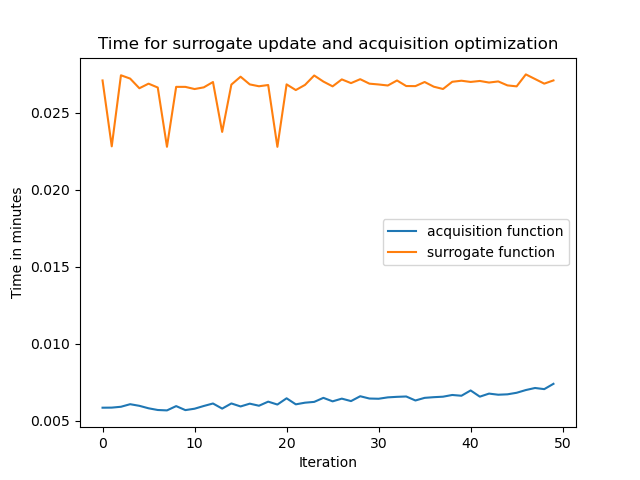 Time for surrogate update and acquisition optimization
0.025
0.020
0.015
0.010
0.005
Time in minutes
acquisition function
surrogate function
0 10 20 30 40 50
Iteration